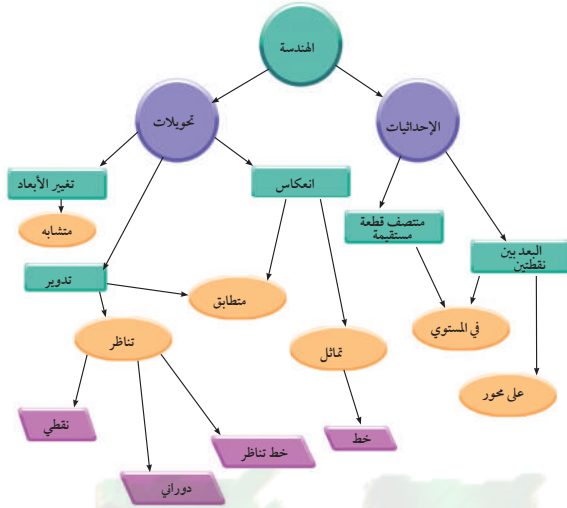 الهندسة
الإحداثيات
تحويلات
انعكاس
تغيير الأبعاد
منتصف قطعة
مستقيمة
متشابه
البعد بين
نقطتين
تدوير
متطابق
في المستوي
تناظر
تماثل
على محور
نقطي
خط
خط تناظر
دوراني